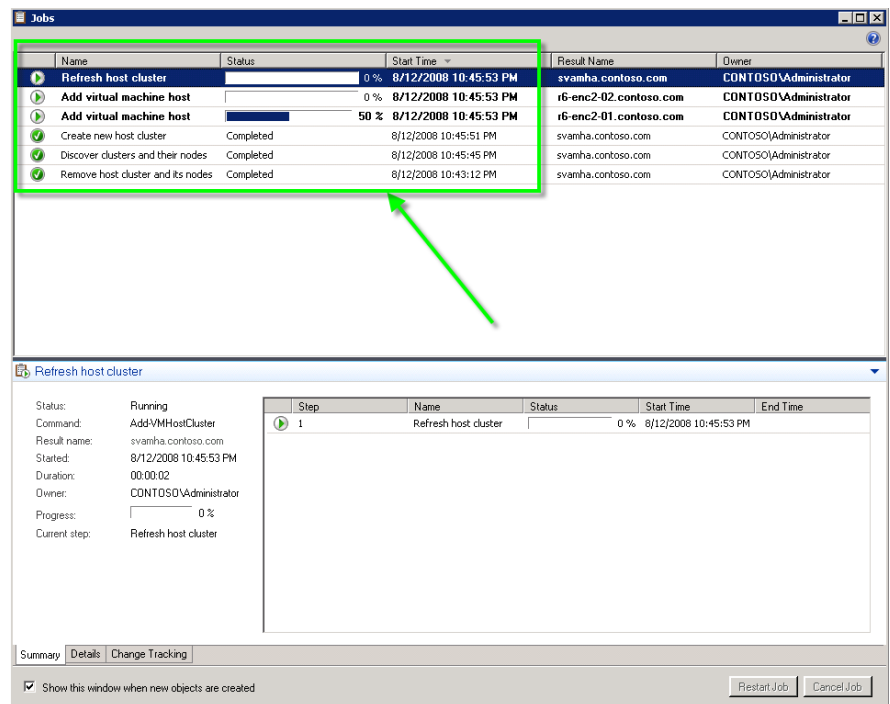 Jobs
Name Status Start Time Result Name Owner
Refresh host cluster 0 % 8/12/2008 10:45:53 PM svamha.contoso.com CONTOSO\Administrator
Add virtual machine host 0 % 8/12/2008 10:45:53 PM r6-enc2-02.contoso.com CONTOSO\Administrator
Add virtual machine host 50 % 8/12/2008 10:45:53 PM r6-enc2-01.contoso.com CONTOSO\Administrator
Create new host cluster Completed 8/12/2008 10:45:51 PM svamha.contoso.com CONTOSO\Administrator
Discover clusters and their nodes Completed 8/12/2008 10:45:45 PM svamha.contoso.com CONTOSO\Administrator
Remove host cluster and its nodes Completed 8/12/2008 10:43:12 PM svamha.contoso.com CONTOSO\Administrator
Refresh host cluster
Status: Running
Command: Add-VMHostCluster
Result name: svamha.contoso.com
Started: 8/12/2008 10:45:53 PM
Duration: 00:00:02
Owner: CONTOSO\Administrator
Progress: 0 %
Current step: Refresh host cluster
Step Name Status Start Time End Time
1 Refresh host cluster 0 % 8/12/2008 10:45:53 PM
Summary Details Change Tracking
Show this window when new objects are created
Restart Job Cancel Job